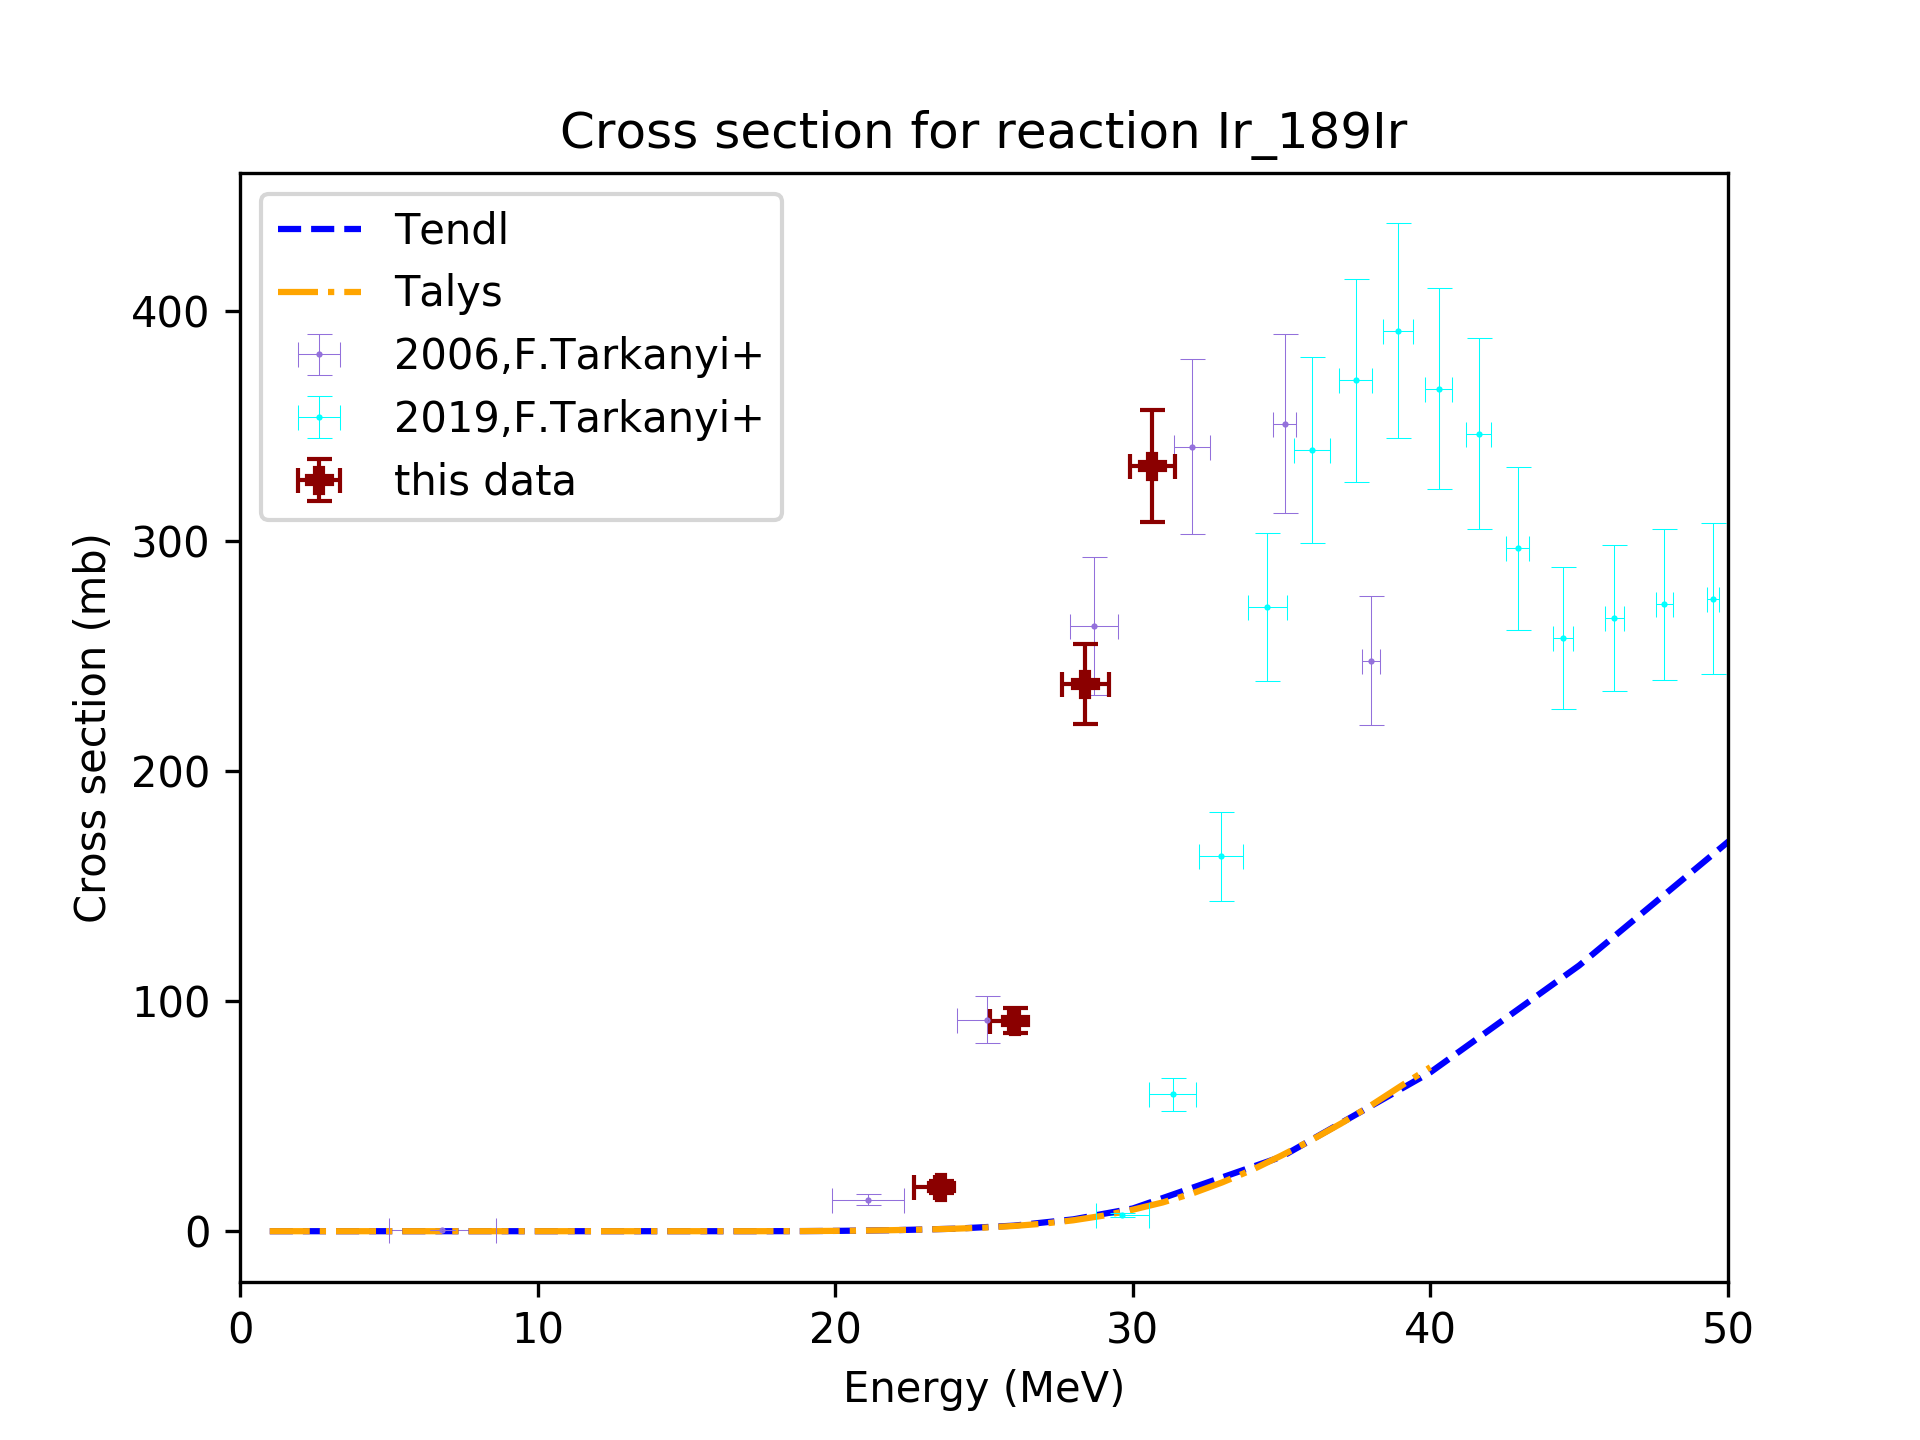 Cross section for reaction Ir_189Ir
Tendl
Talys
2006,F.Tarkanyi+
2019,F.Tarkanyi+
this data
400
300
200
100
0
Cross section (mb)
0 10 20 30 40 50
Energy (MeV)